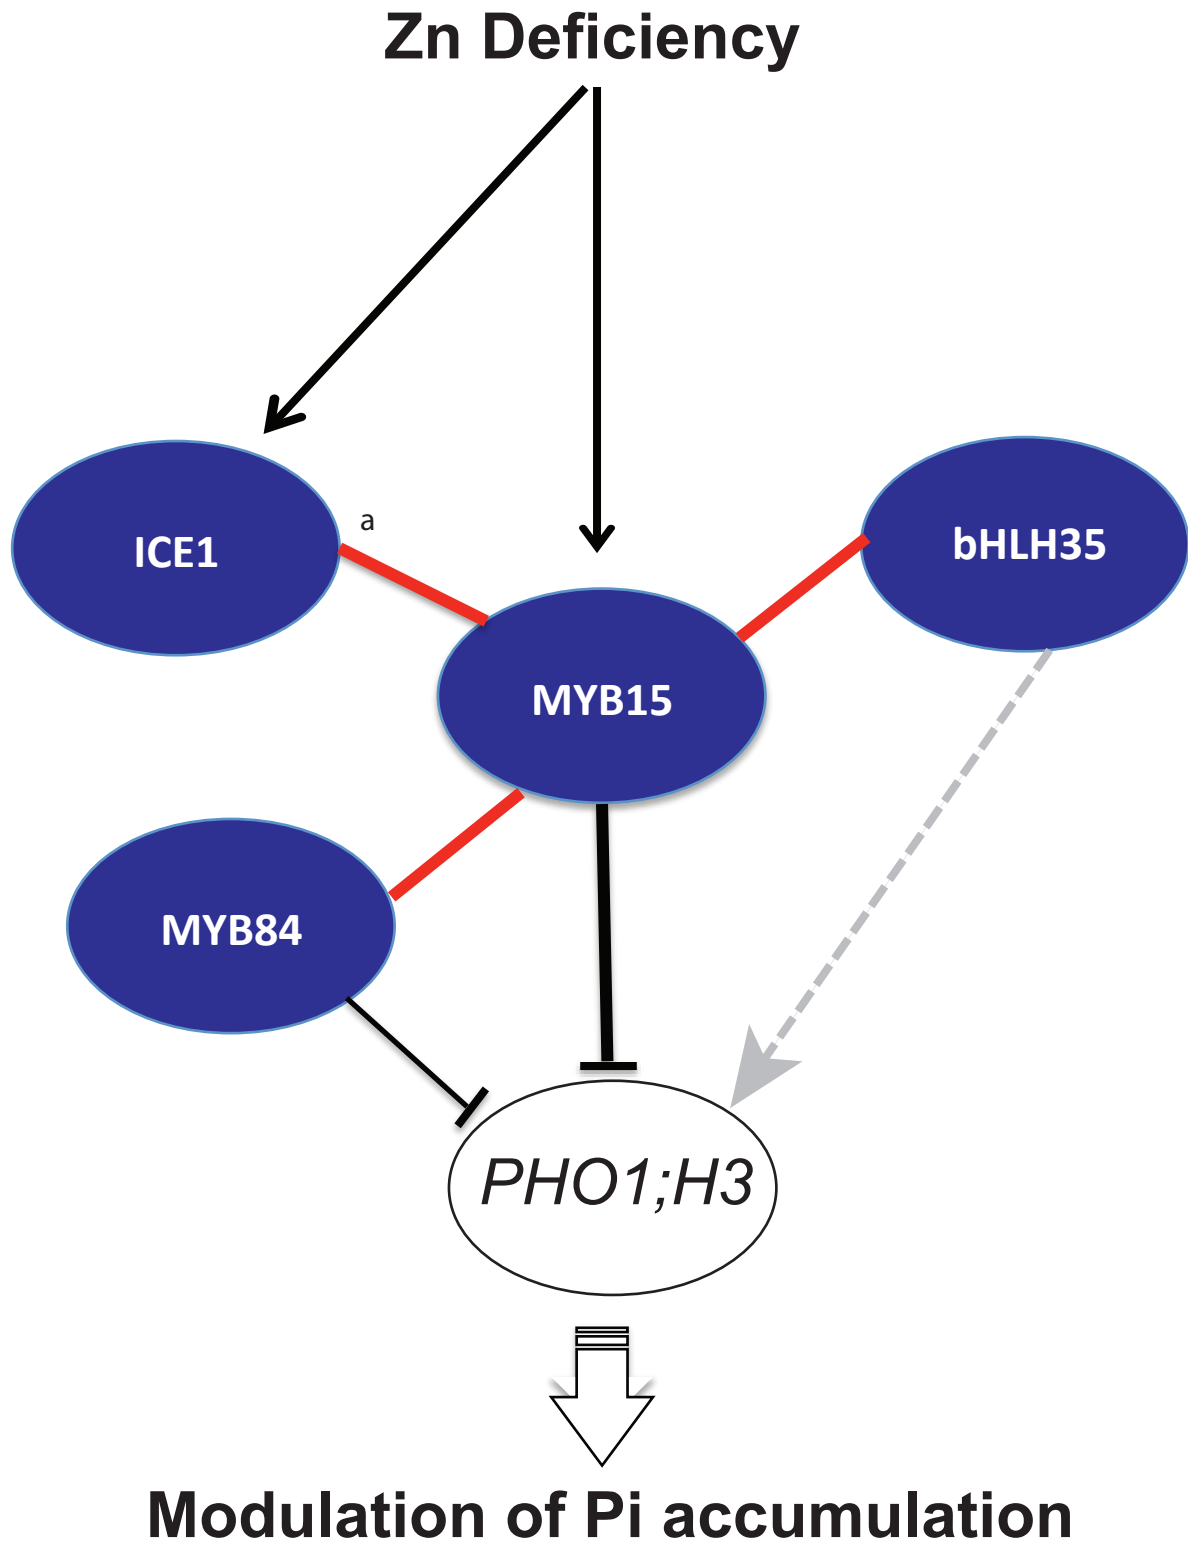 Zn Deficiency
a
ICE1
bHLH35
MYB15
MYB84
PHO1;H3
Modulation of Pi accumulation